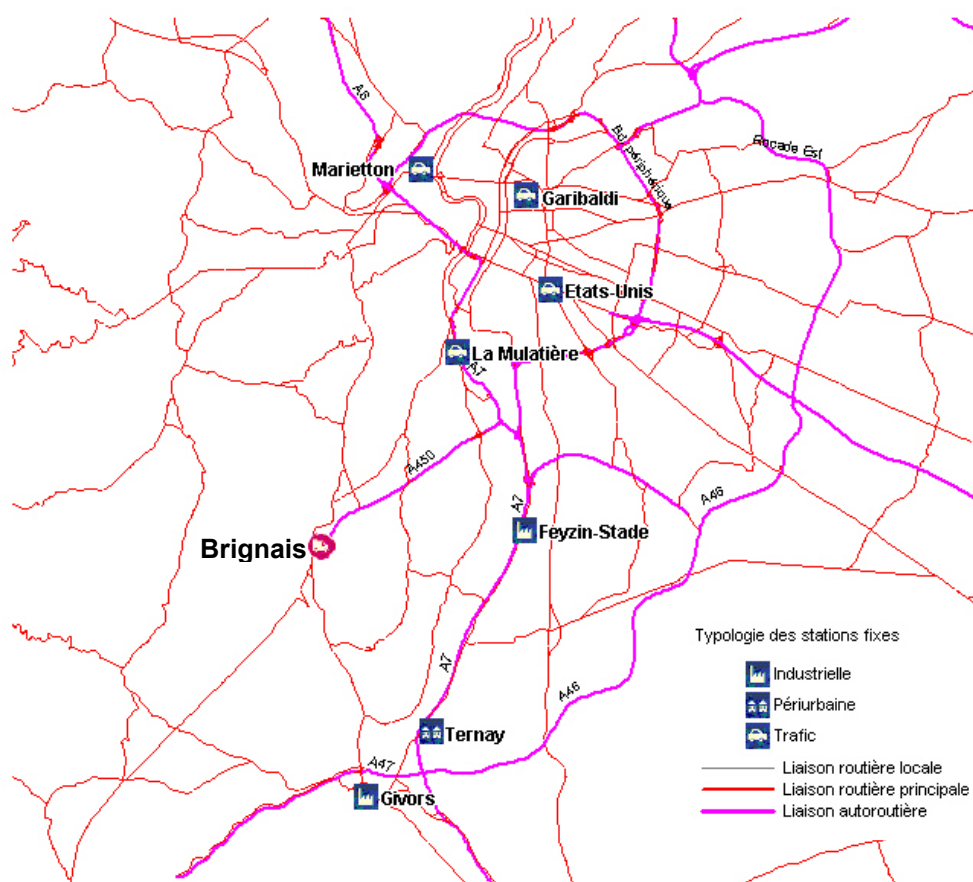 A6
Bd périphérique
Rocade Est
Marietton
Garibaldi
Etats-Unis
La Mulatière
A7
A450
A46
A7
Feyzin-Stade
Brignais
Typologie des stations fixes
Industrielle
A7
A46
Périurbaine
Ternay
Trafic
A47
Liaison routière locale
Liaison routière principale
Givors
Liaison autoroutière